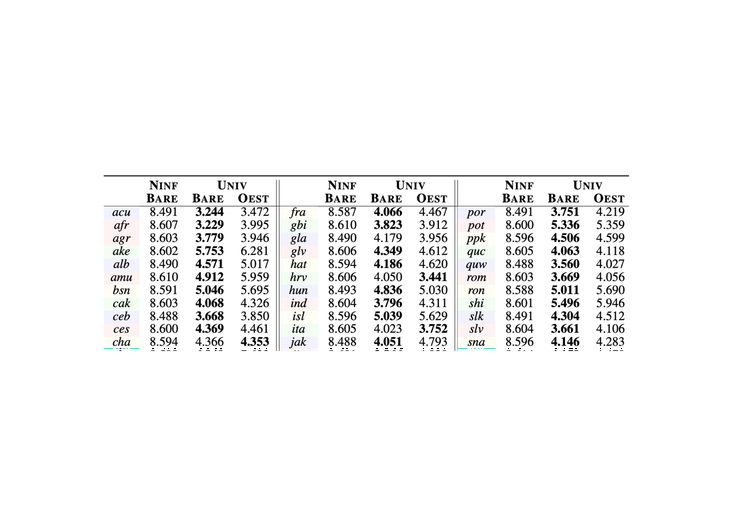 NINF UNIV NINF UNIV NINF UNIV
BARE BARE OEST BARE BARE OEST BARE BARE OEST
acu 8.491 3.244 3.472 fra 8.587 4.066 4.467 por 8.491 3.751 4.219
afr 8.607 3.229 3.995 gbi 8.610 3.823 3.912 pot 8.600 5.336 5.359
agr 8.603 3.779 3.946 gla 8.490 4.179 3.956 ppk 8.596 4.506 4.599
ake 8.602 5.753 6.281 glv 8.606 4.349 4.612 quc 8.605 4.063 4.118
alb 8.490 4.571 5.017 hat 8.594 4.186 4.620 quw 8.488 3.560 4.027
amu 8.610 4.912 5.959 hrv 8.606 4.050 3.441 rom 8.603 3.669 4.056
bsn 8.591 5.046 5.695 hun 8.493 4.836 5.030 ron 8.588 5.011 5.690
cak 8.603 4.068 4.326 ind 8.604 3.796 4.311 shi 8.601 5.496 5.946
ceb 8.488 3.668 3.850 isl 8.596 5.039 5.629 slk 8.491 4.304 4.512
ces 8.600 4.369 4.461 ita 8.605 4.023 3.752 slv 8.604 3.661 4.106
cha 8.594 4.366 4.353 jak 8.488 4.051 4.793 sna 8.596 4.146 4.283